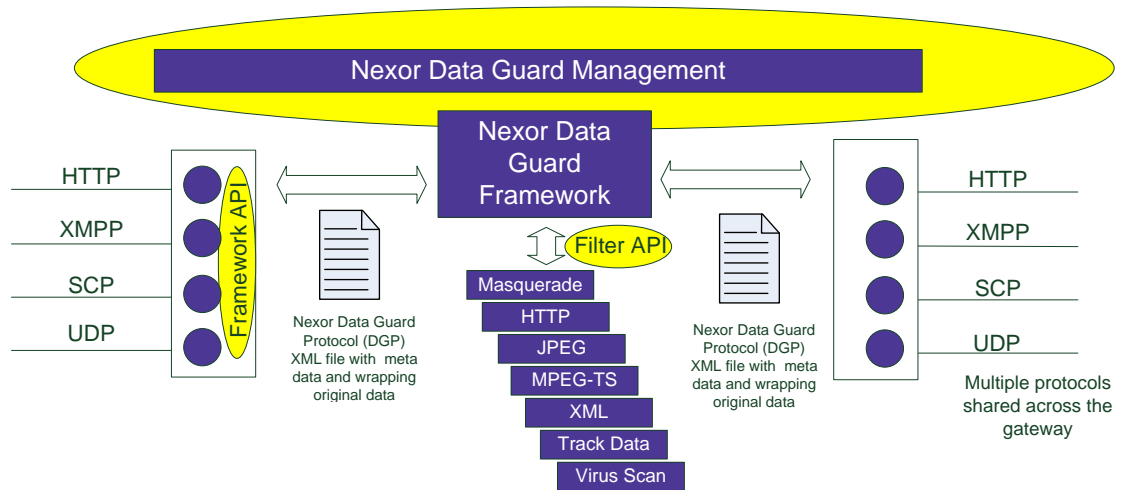 Nexor Data Guard Management
Nexor Data
Guard
Framework
HTTP
XMPP
SCP
UDP
Framework API
Nexor Data Guard
Protocol (DGP)
XML file with meta
data and wrapping
original data
Filter API
Masquerade
HTTP
JPEG
MPEG-TS
XML
Track Data
Virus Scan
Nexor Data Guard
Protocol (DGP)
XML file with meta
data and wrapping
original data
HTTP
XMPP
SCP
UDP
Multiple protocols
shared across the
gateway